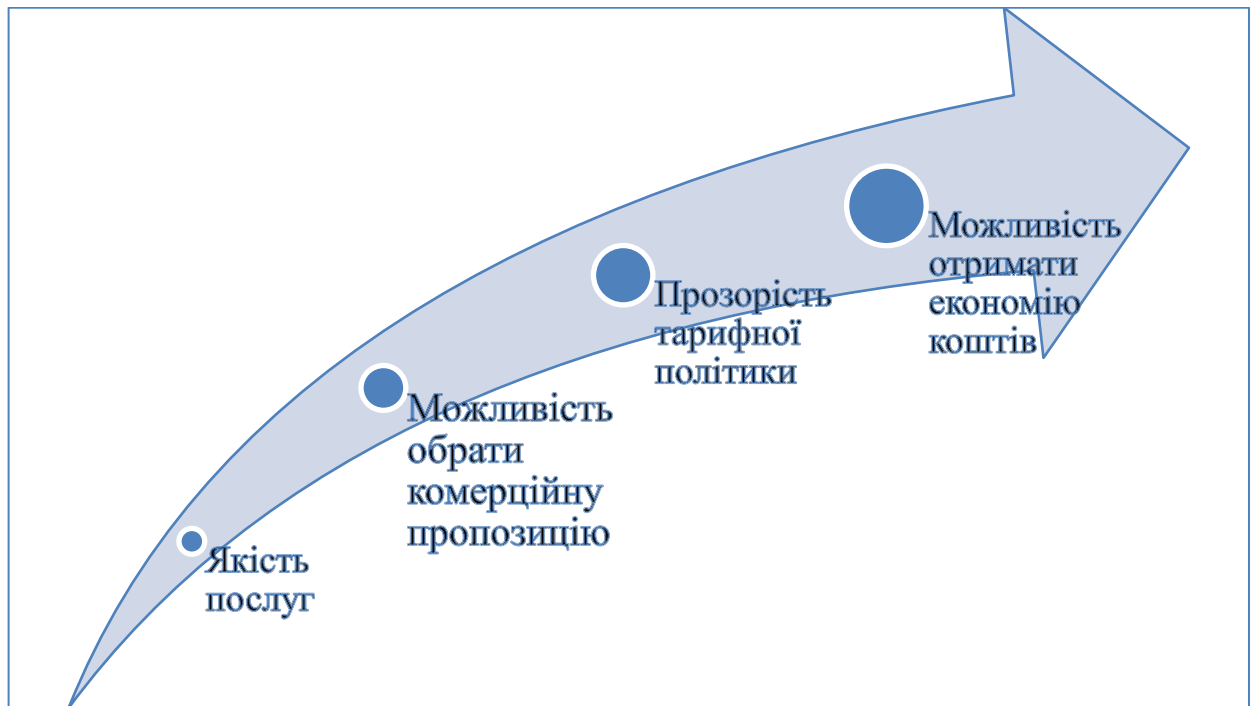 Якість
послуг
Можливість
обрати
комерційну
пропозицію
Прозорість
тарифної
політики
Можливість
отримати
економію
коштів